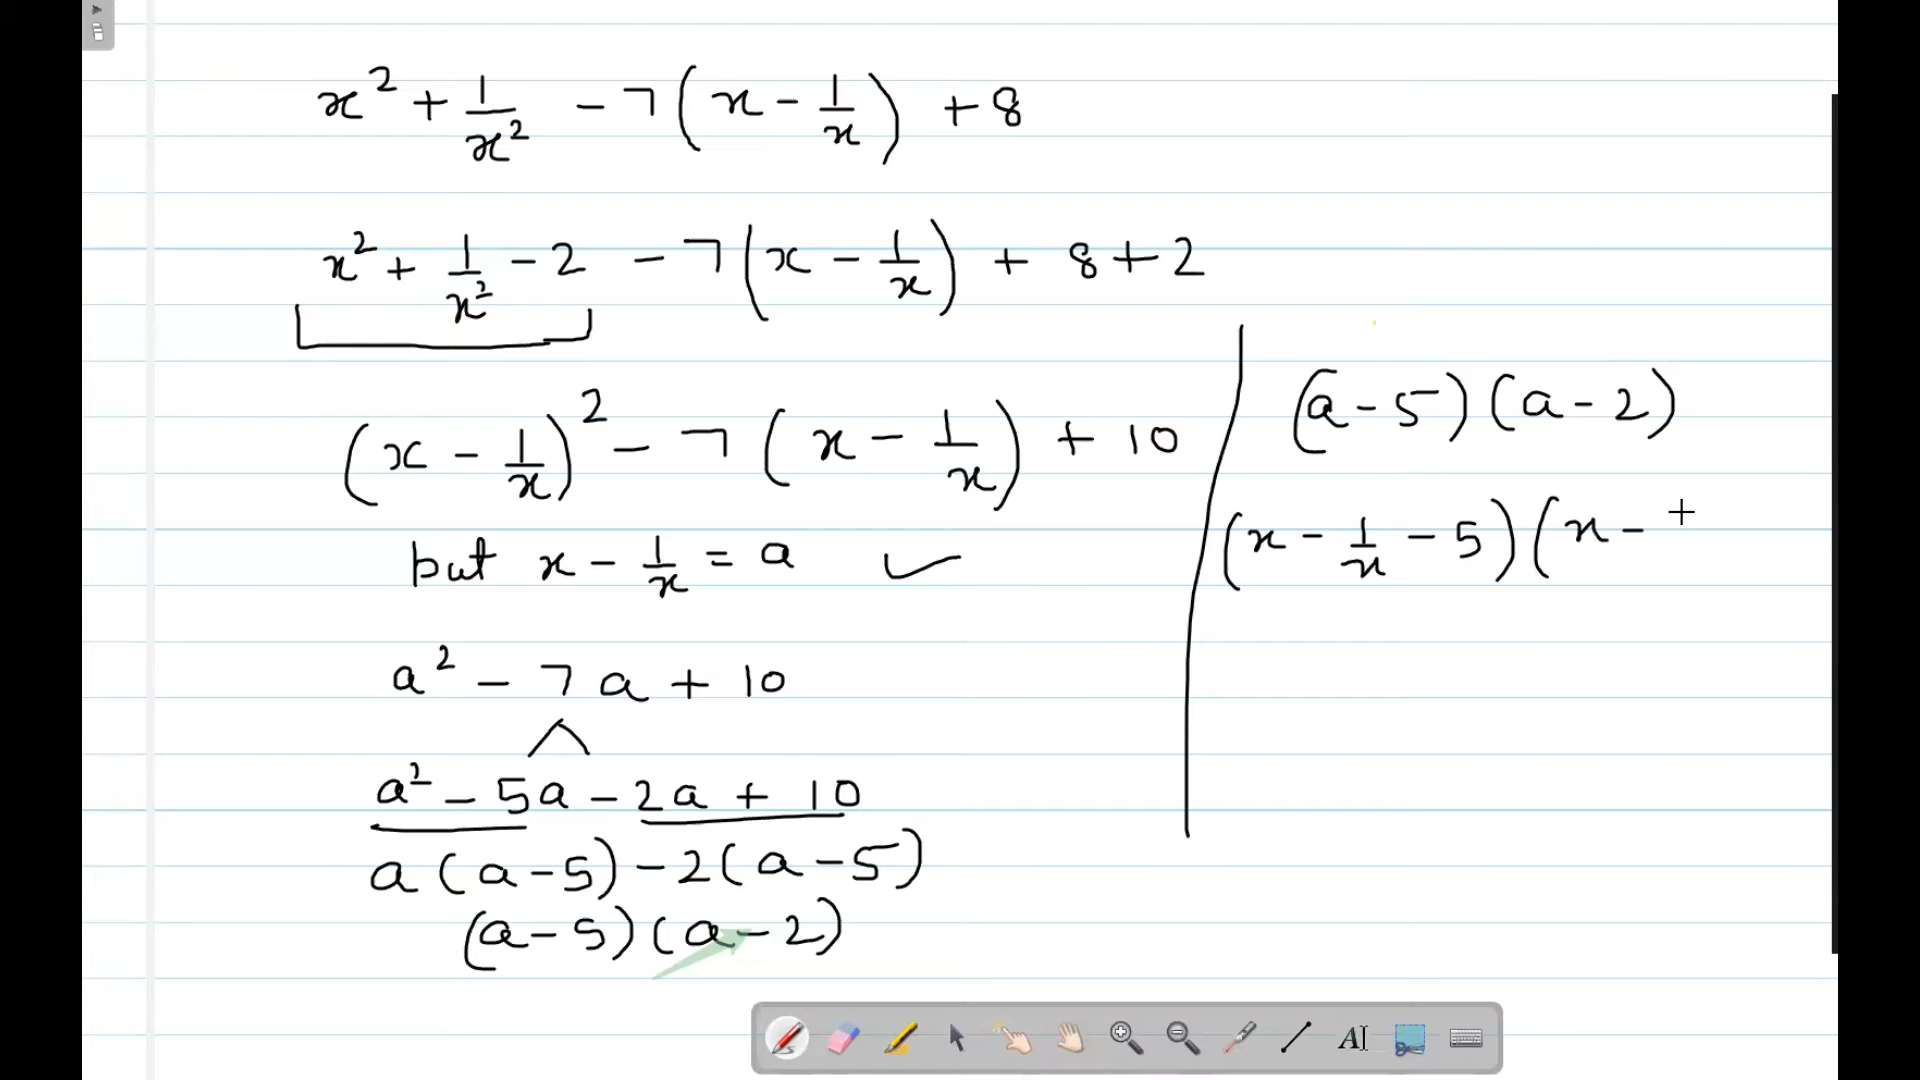 x² + 1/x² - 7(x - 1/x) + 8
x² + 1/x² - 2 - 7(x - 1/x) + 8 + 2
(x - 1/x)² - 7(x - 1/x) + 10
but x - 1/x = a ✓
a² - 7a + 10
a² - 5a - 2a + 10
a(a-5) - 2(a-5)
(a-5)(a-2)
(a-5)(a-2)
(x - 1/x - 5)(x -
AI